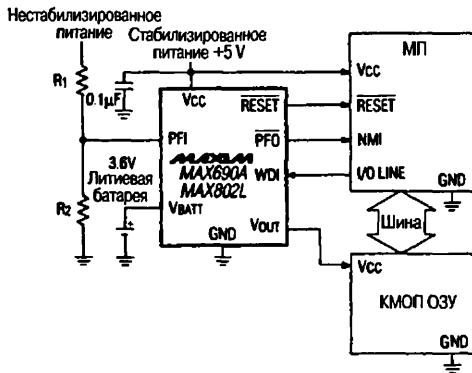 Нестабилизированное
питание
Стабилизированное
питание +5 V
R1
0.1µF
VCC
RESET
PFI
PFO
MAXIM
MAX690A
MAX802L
WDI
3.6V
Литиевая
батарея
R2
VBATT
GND
VOUT
МП
VCC
RESET
NMI
I/O LINE
GND
Шина
VCC
КМОП ОЗУ
GND